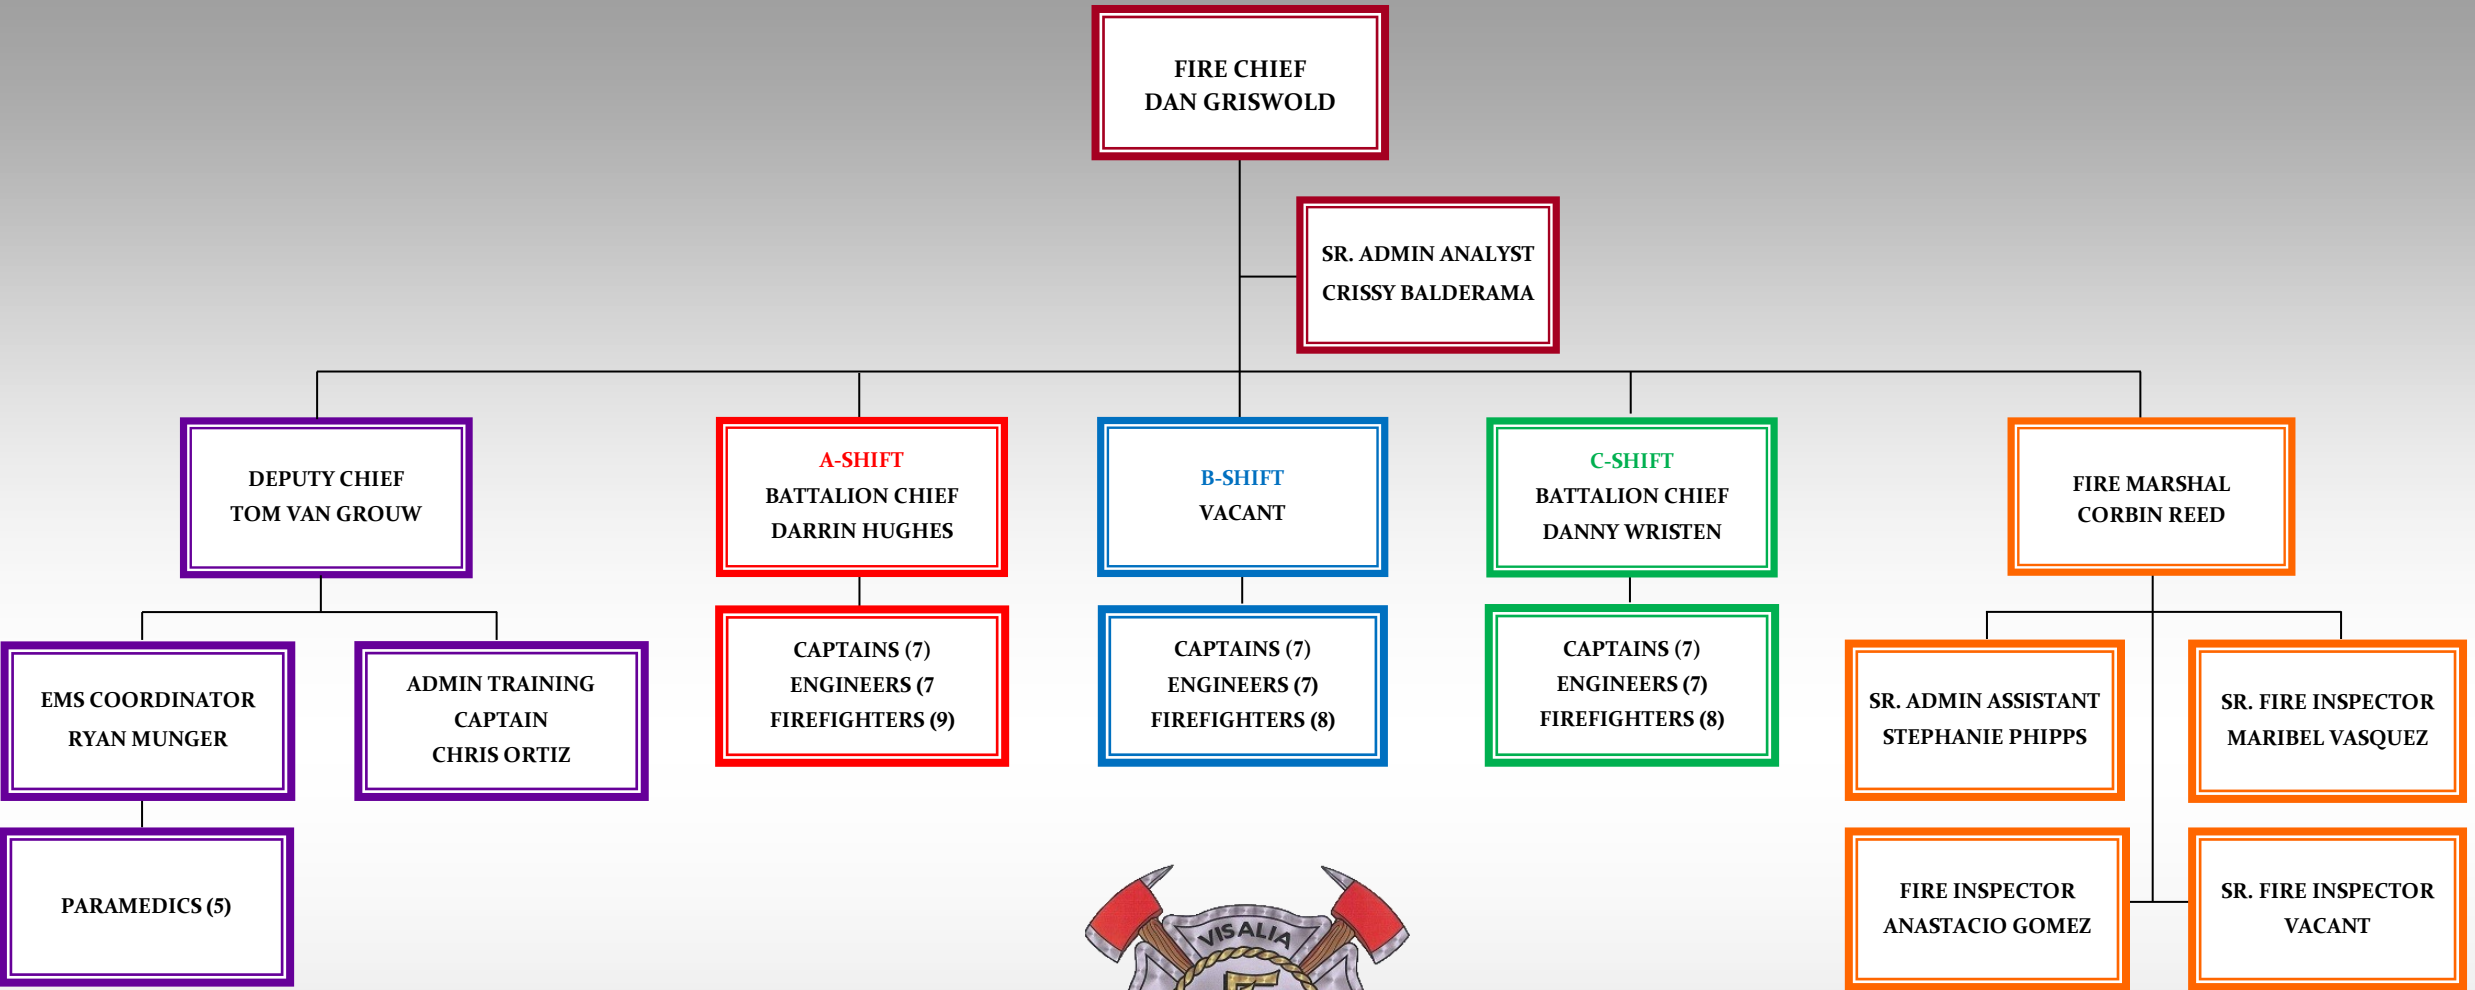 FIRE CHIEF
DAN GRISWOLD
SR. ADMIN ANALYST
CRISSY BALDERAMA
DEPUTY CHIEF
TOM VAN GROUW
A-SHIFT
BATTALION CHIEF
DARRIN HUGHES
B-SHIFT
VACANT
C-SHIFT
BATTALION CHIEF
DANNY WRISTEN
FIRE MARSHAL
CORBIN REED
EMS COORDINATOR
RYAN MUNGER
ADMIN TRAINING
CAPTAIN
CHRIS ORTIZ
CAPTAINS (7)
ENGINEERS (7
FIREFIGHTERS (9)
CAPTAINS (7)
ENGINEERS (7)
FIREFIGHTERS (8)
CAPTAINS (7)
ENGINEERS (7)
FIREFIGHTERS (8)
SR. ADMIN ASSISTANT
STEPHANIE PHIPPS
SR. FIRE INSPECTOR
MARIBEL VASQUEZ
PARAMEDICS (5)
FIRE INSPECTOR
ANASTACIO GOMEZ
SR. FIRE INSPECTOR
VACANT
VISALIA